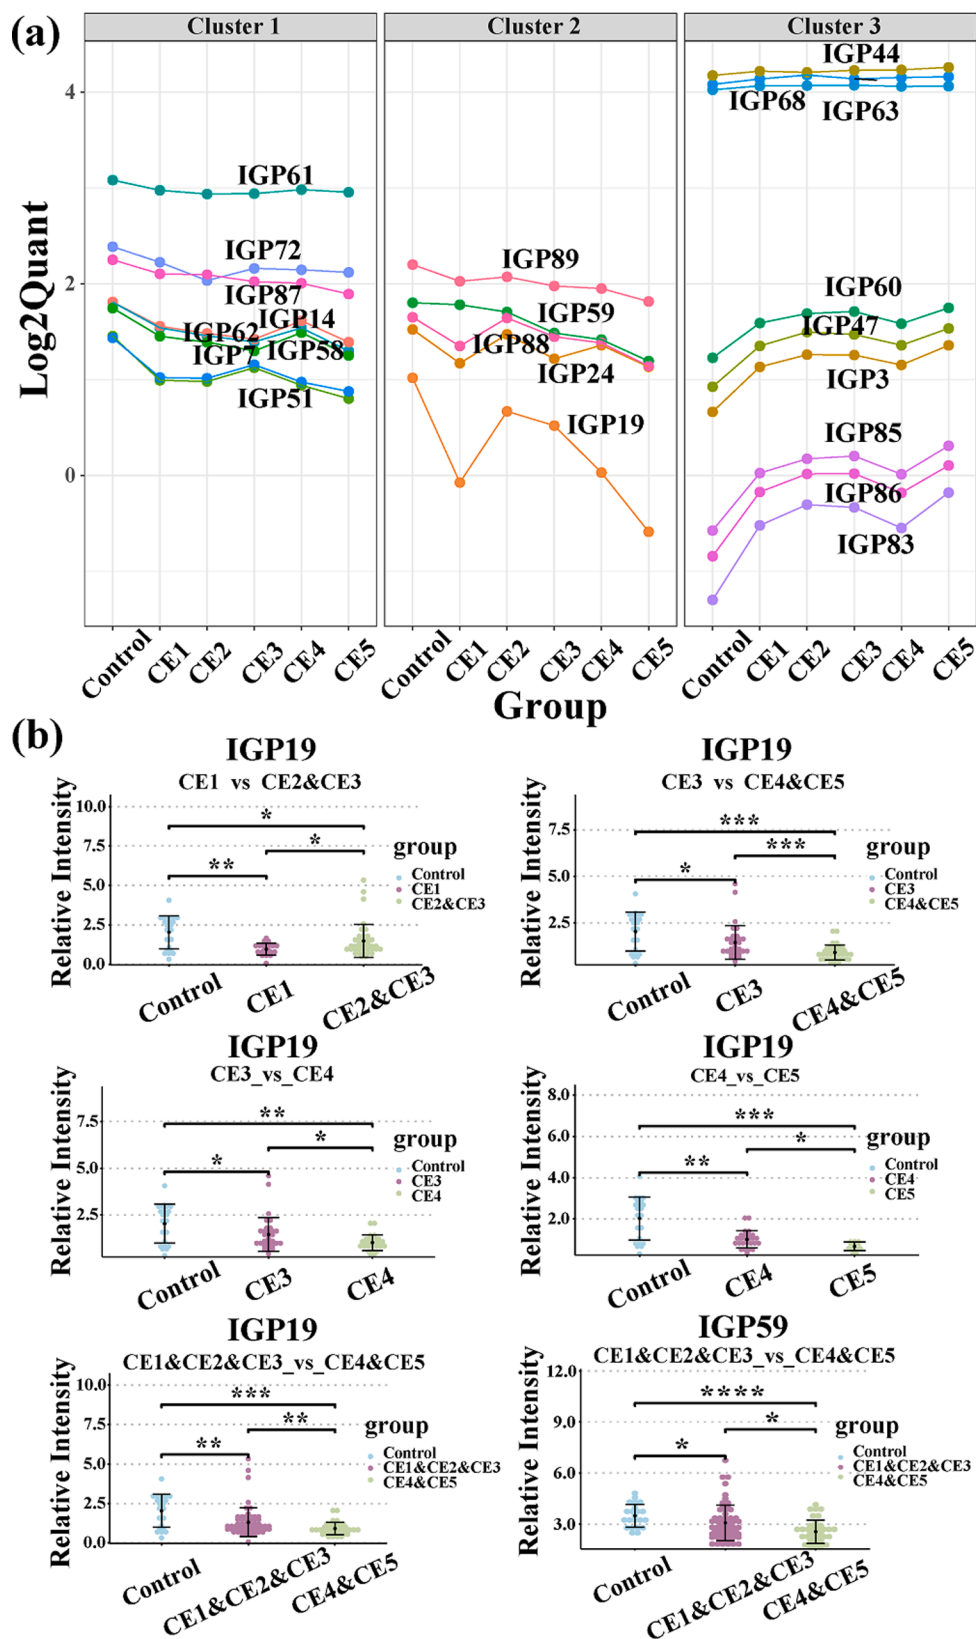 (a)
Cluster 1
Cluster 2
Cluster 3
Log2Quant
4
2
0
IGP61
IGP72
IGP87
IGP62
IGP14
IGP7
IGP58
IGP51
IGP89
IGP59
IGP88
IGP24
IGP19
IGP44
IGP68
IGP63
IGP60
IGP47
IGP3
IGP85
IGP86
IGP83
Control CE1 CE2 CE3 CE4 CE5
Control CE1 CE2 CE3 CE4 CE5
Control CE1 CE2 CE3 CE4 CE5
Group
(b)
IGP19
CE1 vs CE2&CE3
Relative Intensity
10.0
7.5
5.0
2.5
0.0
*
*
**
group
Control
CE1
CE2&CE3
Control CE1 CE2&CE3
IGP19
CE3 vs CE4&CE5
Relative Intensity
7.5
5.0
2.5
***
***
*
group
Control
CE3
CE4&CE5
Control CE3 CE4&CE5
IGP19
CE3_vs_CE4
Relative Intensity
7.5
5.0
2.5
**
*
*
group
Control
CE3
CE4
Control CE3 CE4
IGP19
CE4_vs_CE5
Relative Intensity
8.0
6.0
4.0
2.0
***
*
**
group
Control
CE4
CE5
Control CE4 CE5
IGP19
CE1&CE2&CE3_vs_CE4&CE5
Relative Intensity
10.0
7.5
5.0
2.5
0.0
***
**
**
group
Control
CE1&CE2&CE3
CE4&CE5
Control CE1&CE2&CE3 CE4&CE5
IGP59
CE1&CE2&CE3_vs_CE4&CE5
Relative Intensity
12.0
9.0
6.0
3.0
****
*
*
group
Control
CE1&CE2&CE3
CE4&CE5
Control CE1&CE2&CE3 CE4&CE5